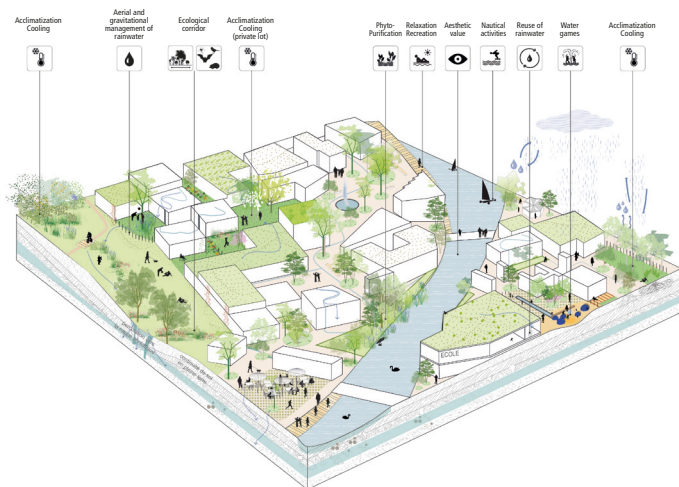 Acclimatization
Cooling
Aerial and
gravitational
management of
rainwater
Ecological
corridor
Acclimatization
Cooling
(private lot)
Phyto-
Purification
Relaxation
Recreation
Aesthetic
value
Nautical
activities
Reuse of
rainwater
Water
games
Acclimatization
Cooling
ECOLE